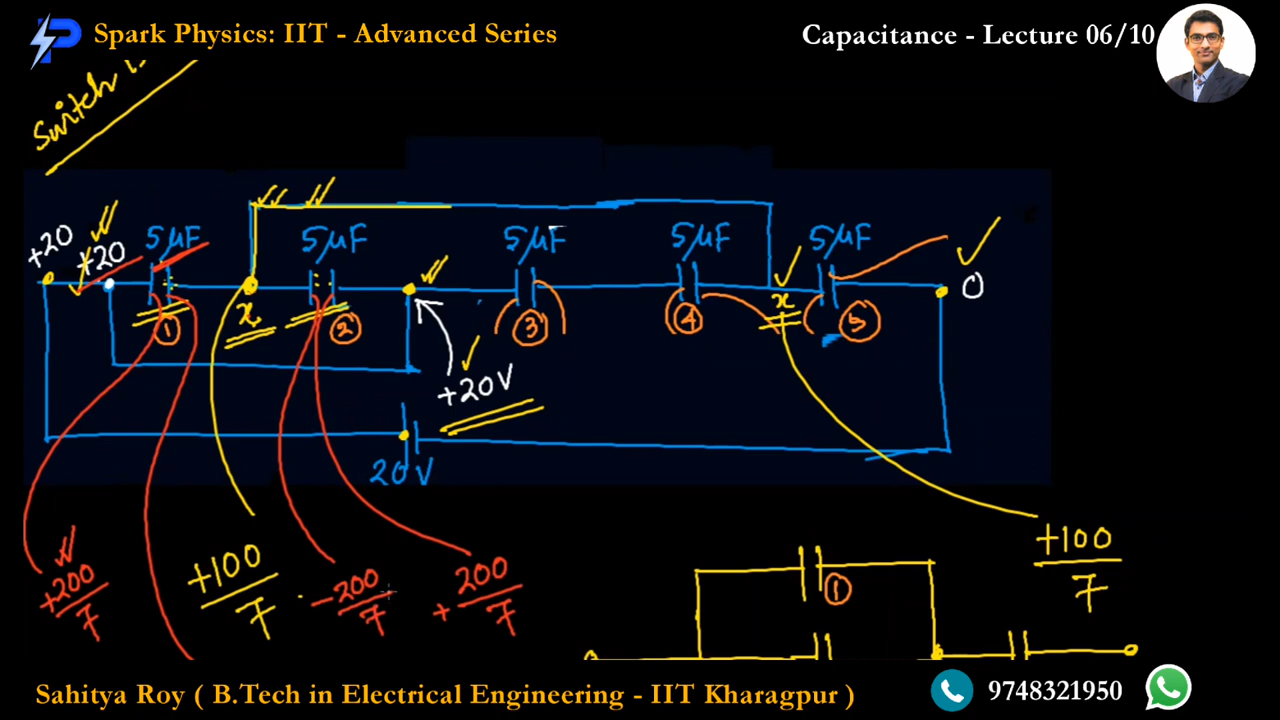 Spark Physics: IIT - Advanced Series
Capacitance - Lecture 06/10
Switch
+20
+20
5µF
5µF
5µF
5µF
5µF
x
x
0
①
②
③
④
⑤
+20V
20V
+200/7
+100/7
-200/7
+200/7
+100/7
①
Sahitya Roy ( B.Tech in Electrical Engineering - IIT Kharagpur )
9748321950